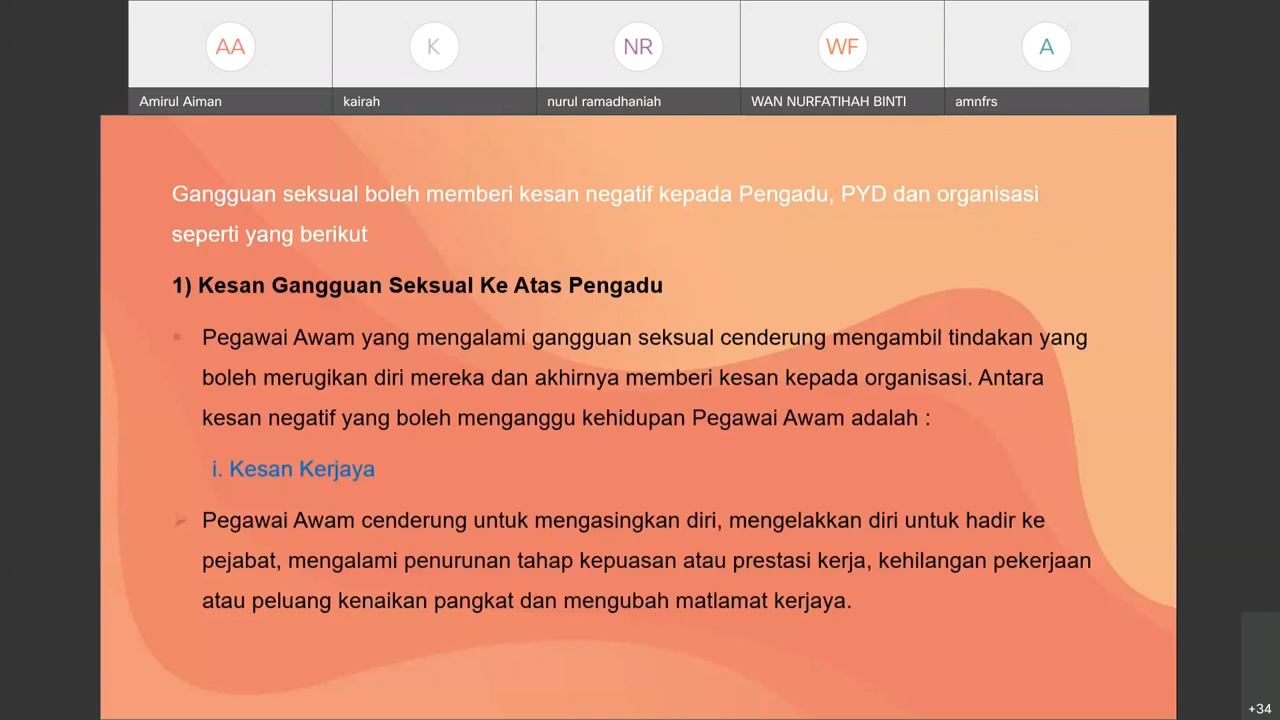 AA
K
NR
WF
A
Amirul Aiman
kairah
nurul ramadhaniah
WAN NURFATIHAH BINTI
amnfrs
Gangguan seksual boleh memberi kesan negatif kepada Pengadu, PYD dan organisasi
seperti yang berikut
1) Kesan Gangguan Seksual Ke Atas Pengadu
Pegawai Awam yang mengalami gangguan seksual cenderung mengambil tindakan yang
boleh merugikan diri mereka dan akhirnya memberi kesan kepada organisasi. Antara
kesan negatif yang boleh menganggu kehidupan Pegawai Awam adalah :
i. Kesan Kerjaya
Pegawai Awam cenderung untuk mengasingkan diri, mengelakkan diri untuk hadir ke
pejabat, mengalami penurunan tahap kepuasan atau prestasi kerja, kehilangan pekerjaan
atau peluang kenaikan pangkat dan mengubah matlamat kerjaya.
+34